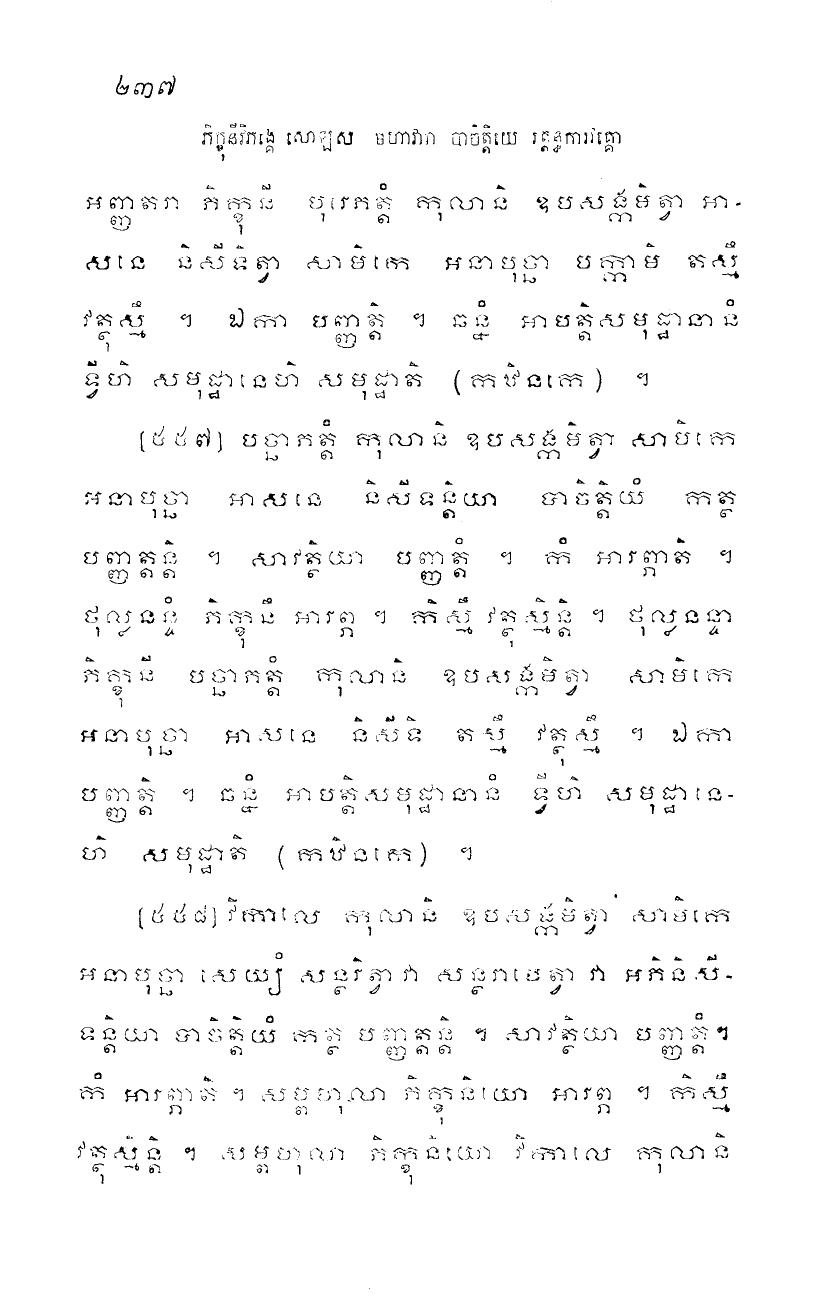 ២៣៧
ភិក្ខុនីវិភង្គេ សោឡស មហាវារា បាចិត្តិយេ រត្តន្ធការវគ្គោ
អញ្ញតរា ភិក្ខុនី បុរេភត្តំ កុលានិ ឧបសង្កមិត្វា អា-
សនេ និសីទិត្វា សាមិកេ អនាបុច្ឆា បក្កាមិ តស្មឹ
វត្ថុស្មឹ ។ ឯកា បញ្ញត្តិ ។ ឆន្នំ អាបត្តិសមុដ្ឋានានំ
ទ្វីហិ សមុដ្ឋានេហិ សមុដ្ឋាតិ (កឋិនកេ) ។
[៥៥៧] បច្ឆាភត្តំ កុលានិ ឧបសង្កមិត្វា សាមិកេ
អនាបុច្ឆា អាសនេ និសីទន្តិយា បាចិត្តិយំ កត្ថ
បញ្ញត្តន្តិ ។ សាវត្ថិយា បញ្ញត្តំ ។ កំ អារព្ភាតិ ។
ថុល្លនន្ទំ ភិក្ខុនឹ អារព្ភ ។ កិស្មឹ វត្ថុស្មិន្តិ ។ ថុល្លនន្ទា
ភិក្ខុនី បច្ឆាភត្តំ កុលានិ ឧបសង្កមិត្វា សាមិកេ
អនាបុច្ឆា អាសនេ និសីទិ តស្មឹ វត្ថុស្មឹ ។ ឯកា
បញ្ញត្តិ ។ ឆន្នំ អាបត្តិសមុដ្ឋានានំ ទ្វីហិ សមុដ្ឋានេ-
ហិ សមុដ្ឋាតិ (កឋិនកេ) ។
[៥៥៨] វិកាលេ កុលានិ ឧបសង្កមិត្វា សាមិកេ
អនាបុច្ឆា សេយ្យំ សន្ថរិត្វា វា សន្ថរាបេត្វា វា អភិនិសី-
ទន្តិយា បាចិត្តិយំ កត្ថ បញ្ញត្តន្តិ ។ សាវត្ថិយា បញ្ញត្តំ។
កំ អារព្ភាតិ ។ សម្ពហុលា ភិក្ខុនិយោ អារព្ភ ។ កិស្មឹ
វត្ថុស្មិន្តិ ។ សម្ពហុលា ភិក្ខុនិយោ វិកាលេ កុលានិ